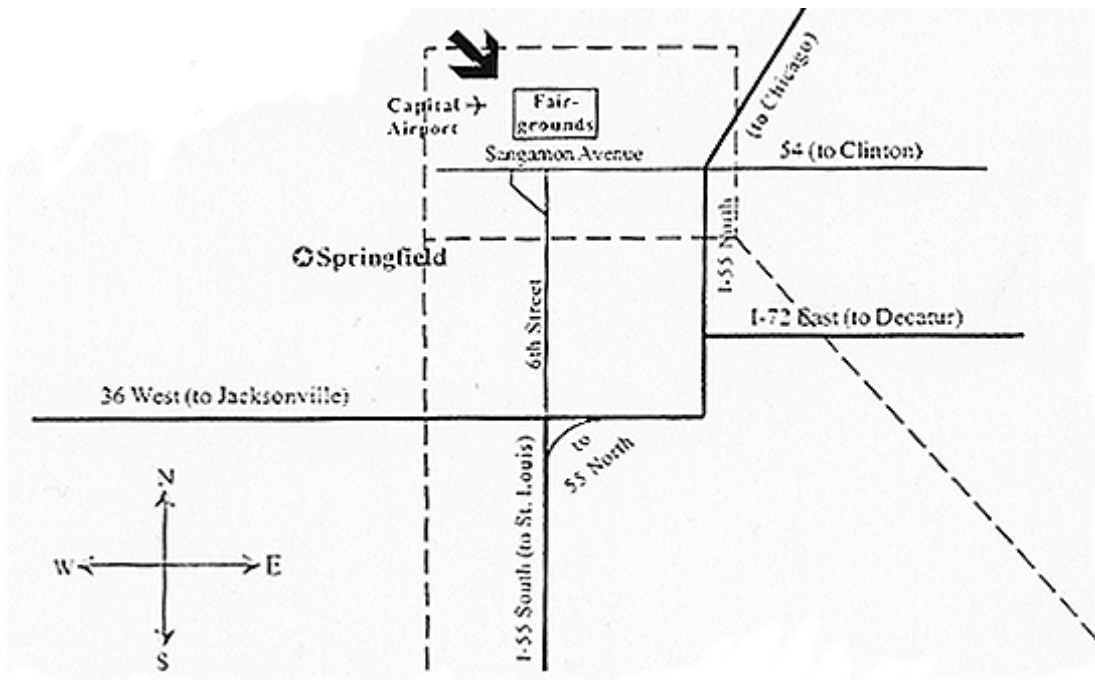 Capital
Airport
Fair-
grounds
(to Chicago)
Sangamon Avenue
54 (to Clinton)
Springfield
I-55 North
6th Street
I-72 East (to Decatur)
36 West (to Jacksonville)
to
55 North
I-55 South (to St. Louis)
N
W
E
S